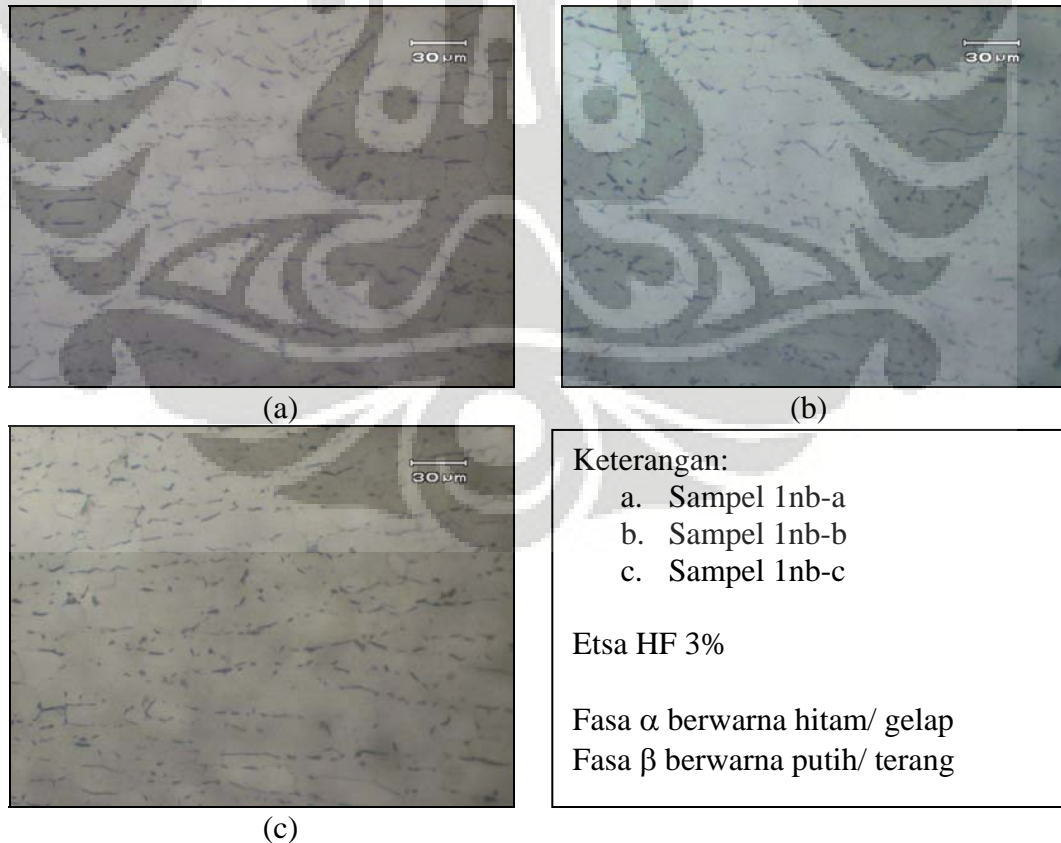 30 µm
30 µm
(a)
(b)
30 µm
Keterangan:
a. Sampel 1nb-a
b. Sampel 1nb-b
c. Sampel 1nb-c
Etsa HF 3%
Fasa α berwarna hitam/ gelap
Fasa β berwarna putih/ terang
(c)